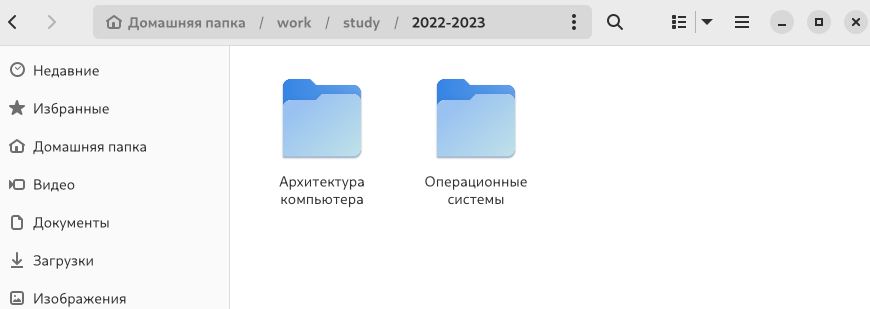 Домашняя папка / work / study / 2022-2023
Недавние
Избранные
Домашняя папка
Видео
Документы
Загрузки
Изображения
Архитектура
компьютера
Операционные
системы